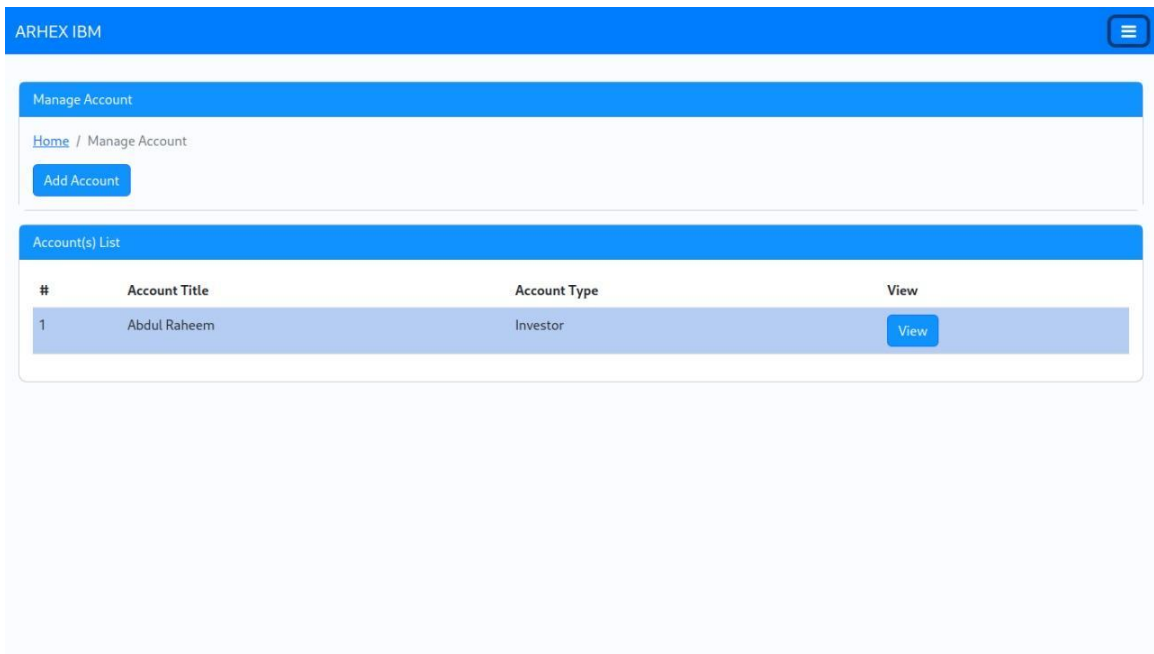 ARHEX IBM
Manage Account
Home / Manage Account
Add Account
Account(s) List
# Account Title Account Type View
1 Abdul Raheem Investor View